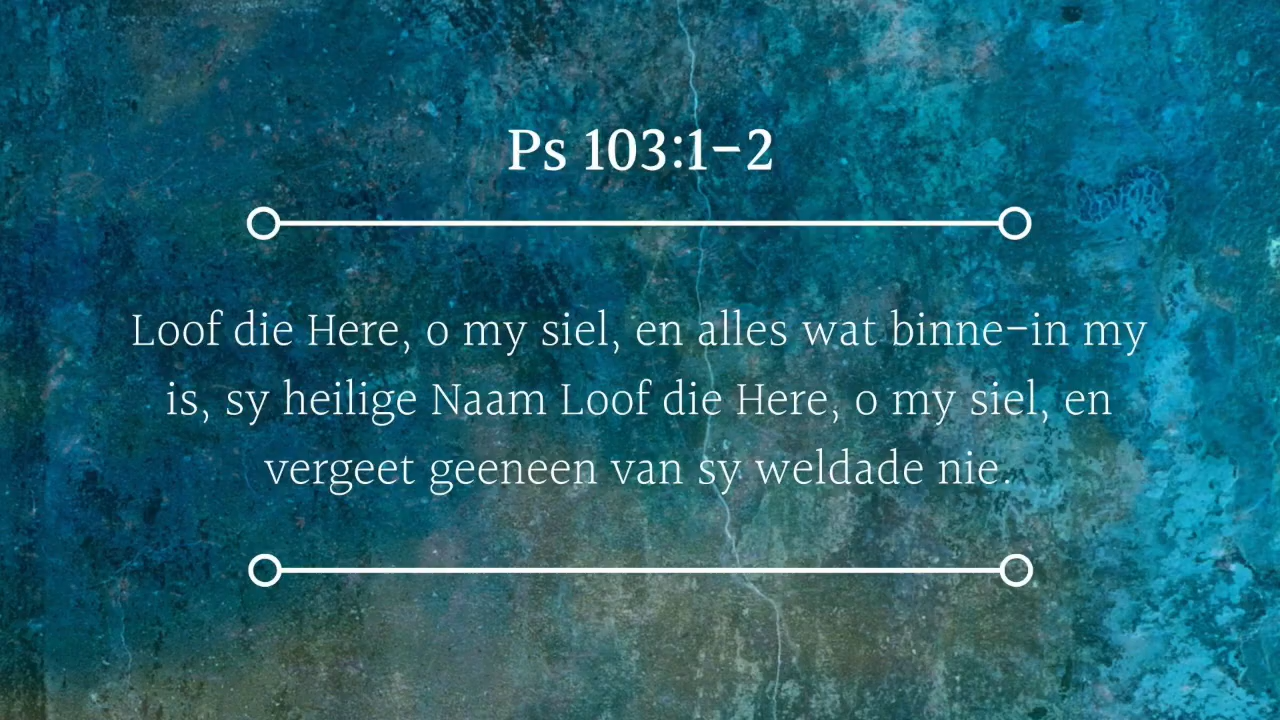 Ps 103:1-2
Loof die Here, o my siel, en alles wat binne-in my
is, sy heilige Naam Loof die Here, o my siel, en
vergeet geeneen van sy weldade nie.